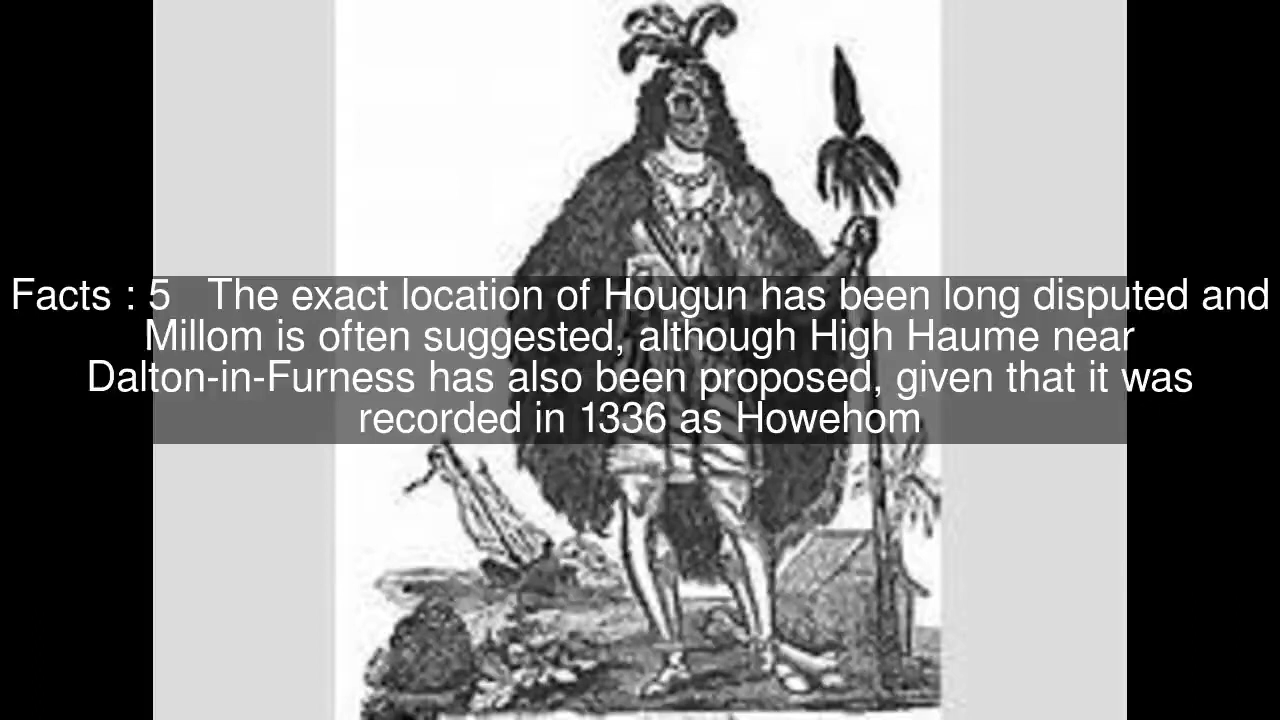 Facts : 5   The exact location of Hougun has been long disputed and
Millom is often suggested, although High Haume near
Dalton-in-Furness has also been proposed, given that it was
recorded in 1336 as Howehom